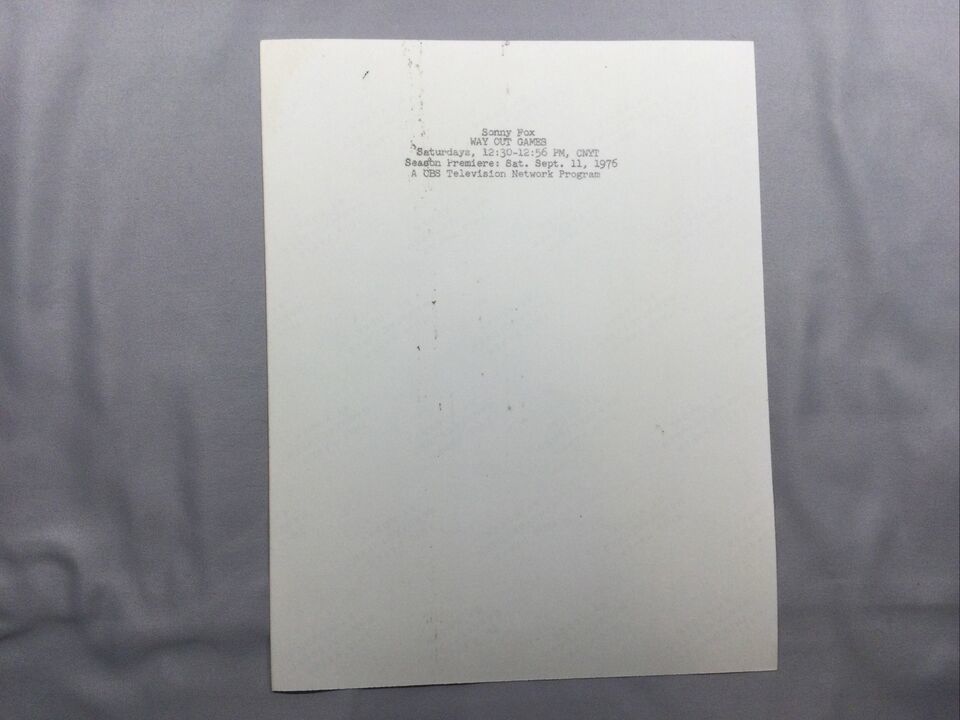 Sonny Fox
WAY OUT GAMES
Saturdays, 12:30-12:56 PM, CNYT
Season Premiere: Sat. Sept. 11, 1976
A CBS Television Network Program